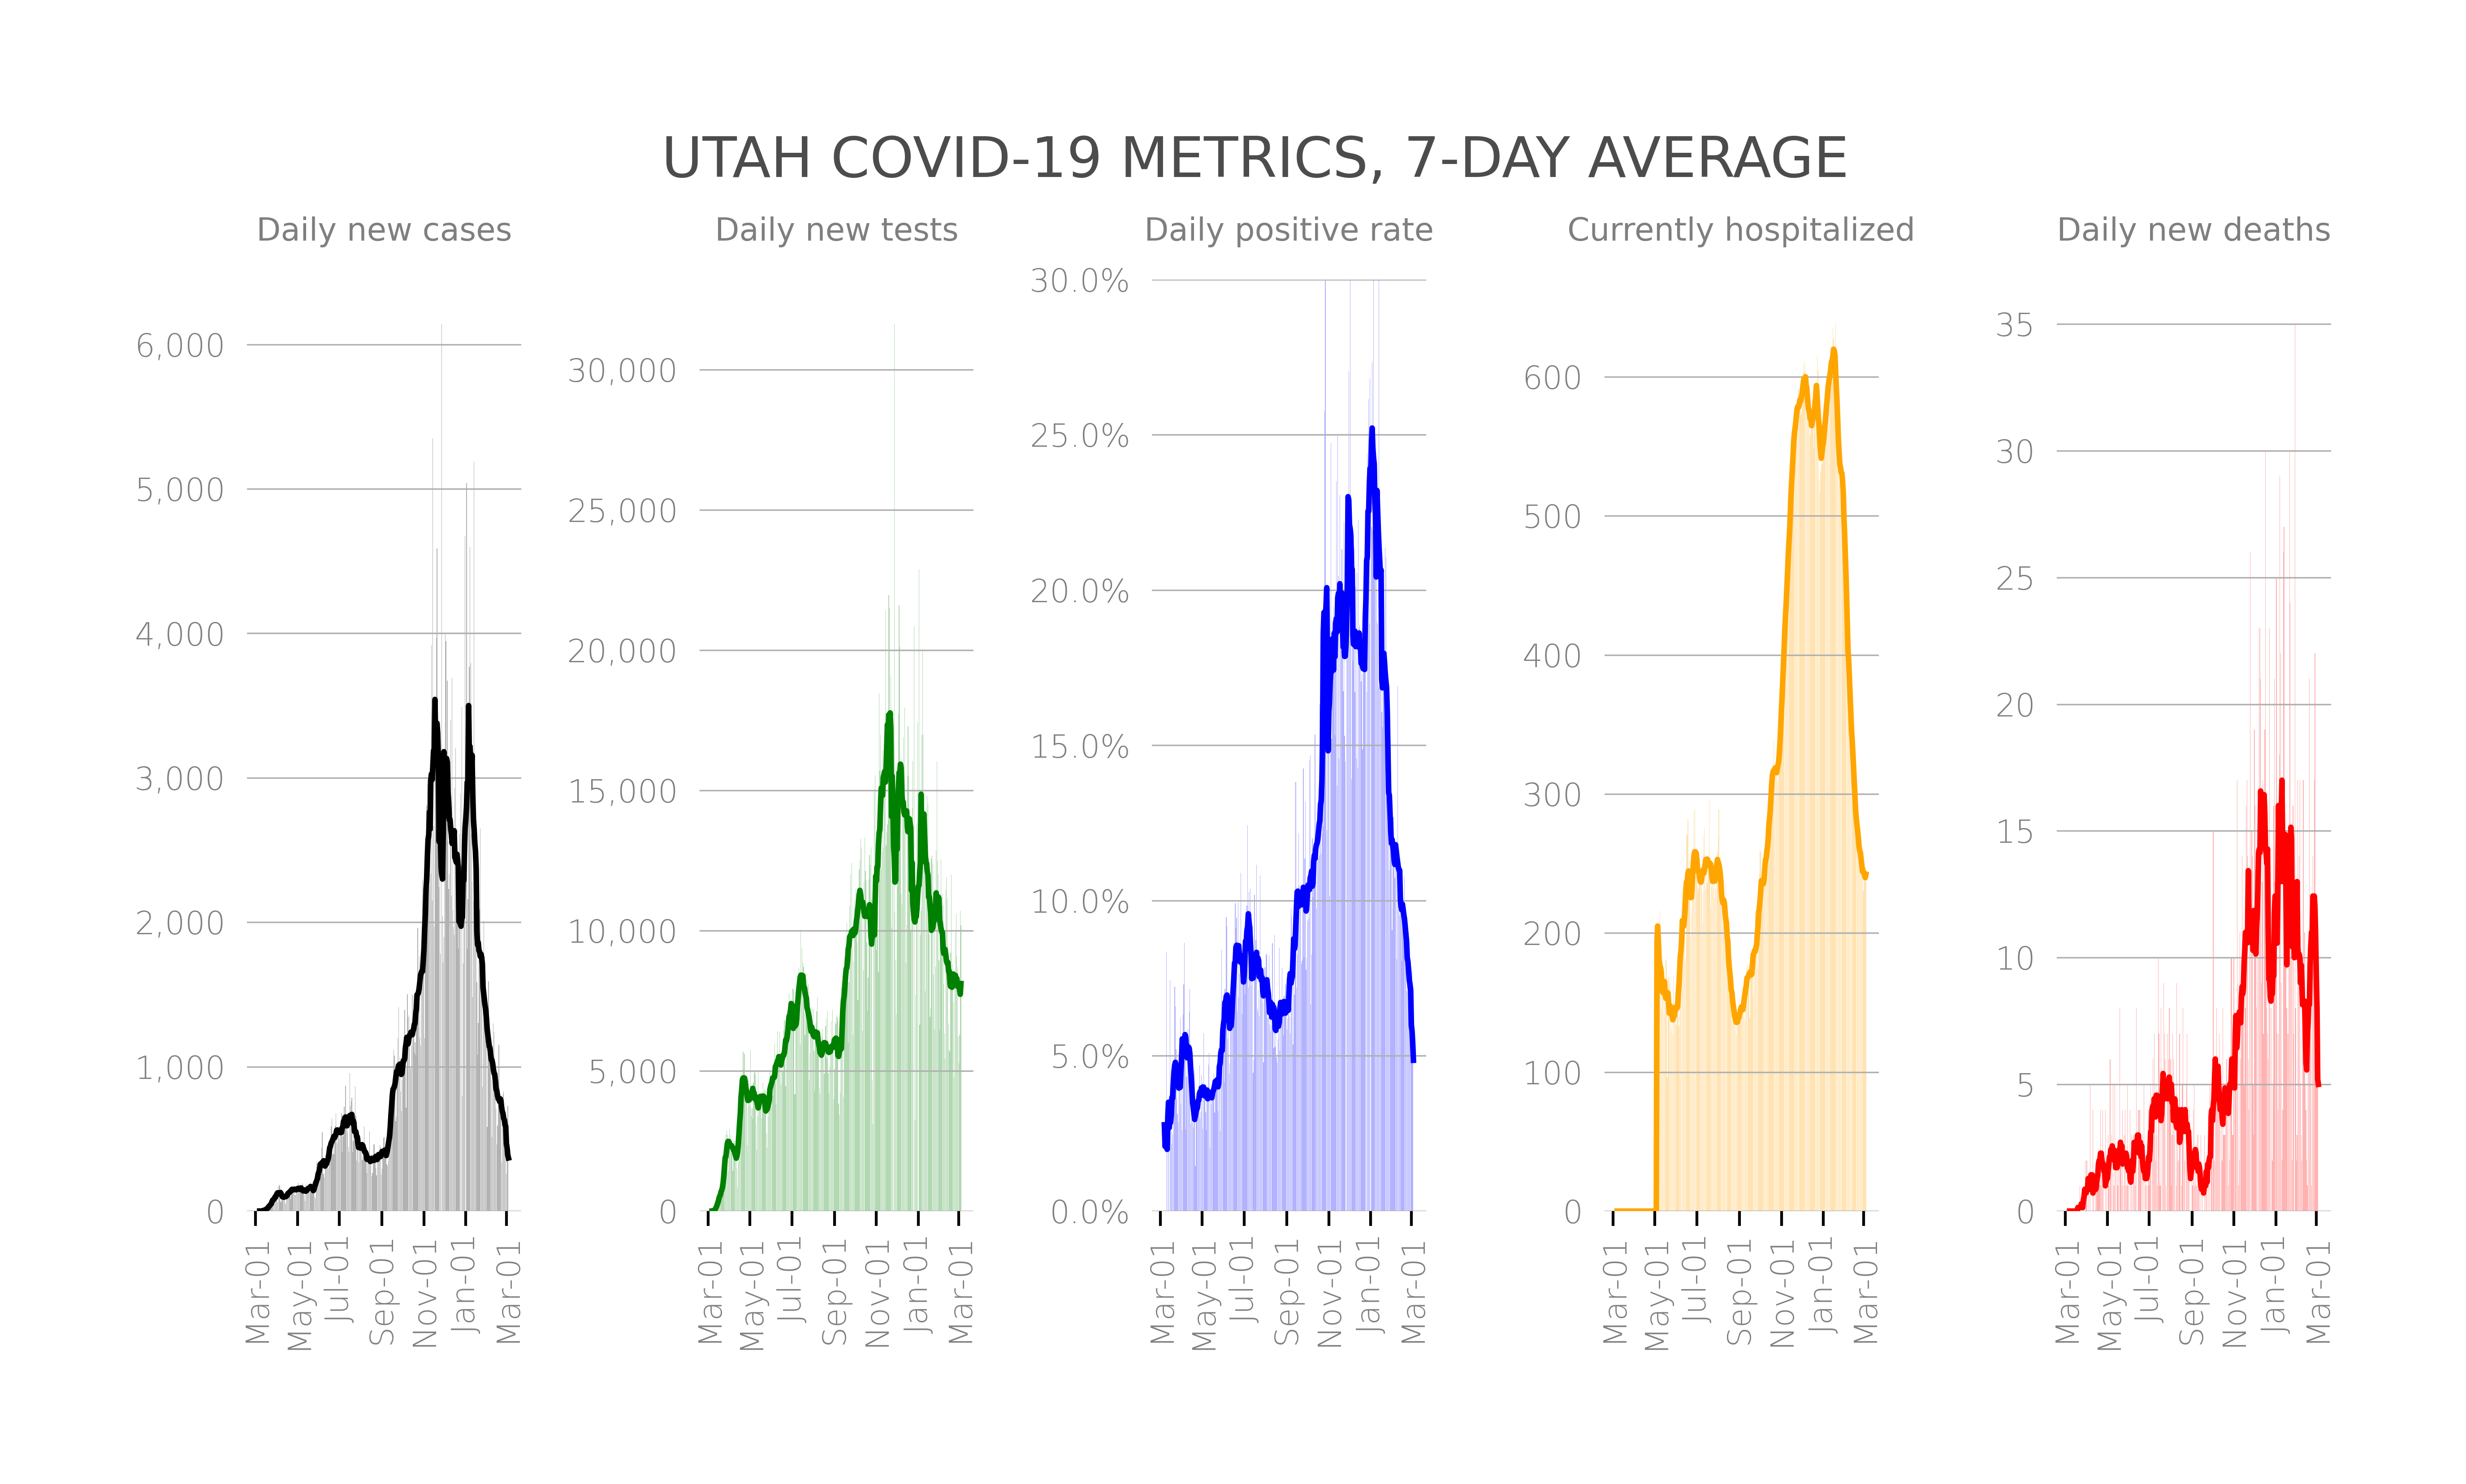 UTAH COVID-19 METRICS, 7-DAY AVERAGE
Daily new cases
6,000
5,000
4,000
3,000
2,000
1,000
0
Mar-01
May-01
Jul-01
Sep-01
Nov-01
Jan-01
Mar-01
Daily new tests
30,000
25,000
20,000
15,000
10,000
5,000
0
Mar-01
May-01
Jul-01
Sep-01
Nov-01
Jan-01
Mar-01
Daily positive rate
30.0%
25.0%
20.0%
15.0%
10.0%
5.0%
0.0%
Mar-01
May-01
Jul-01
Sep-01
Nov-01
Jan-01
Mar-01
Currently hospitalized
600
500
400
300
200
100
0
Mar-01
May-01
Jul-01
Sep-01
Nov-01
Jan-01
Mar-01
Daily new deaths
35
30
25
20
15
10
5
0
Mar-01
May-01
Jul-01
Sep-01
Nov-01
Jan-01
Mar-01